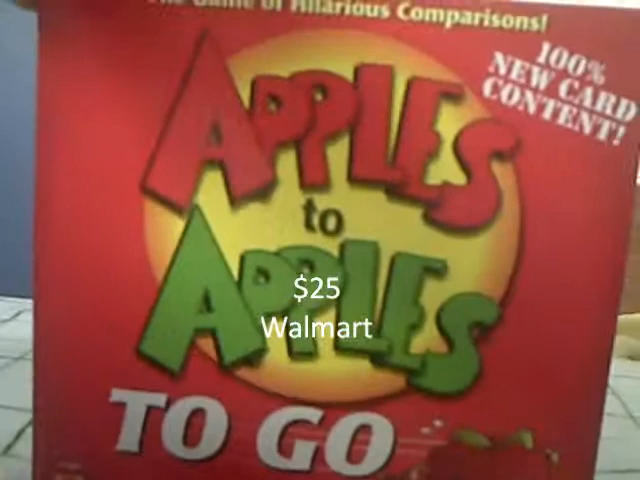 The Game of Hilarious Comparisons!
100%
NEW CARD
CONTENT!
APPLES
to
APPLES
$25
Walmart
TO GO